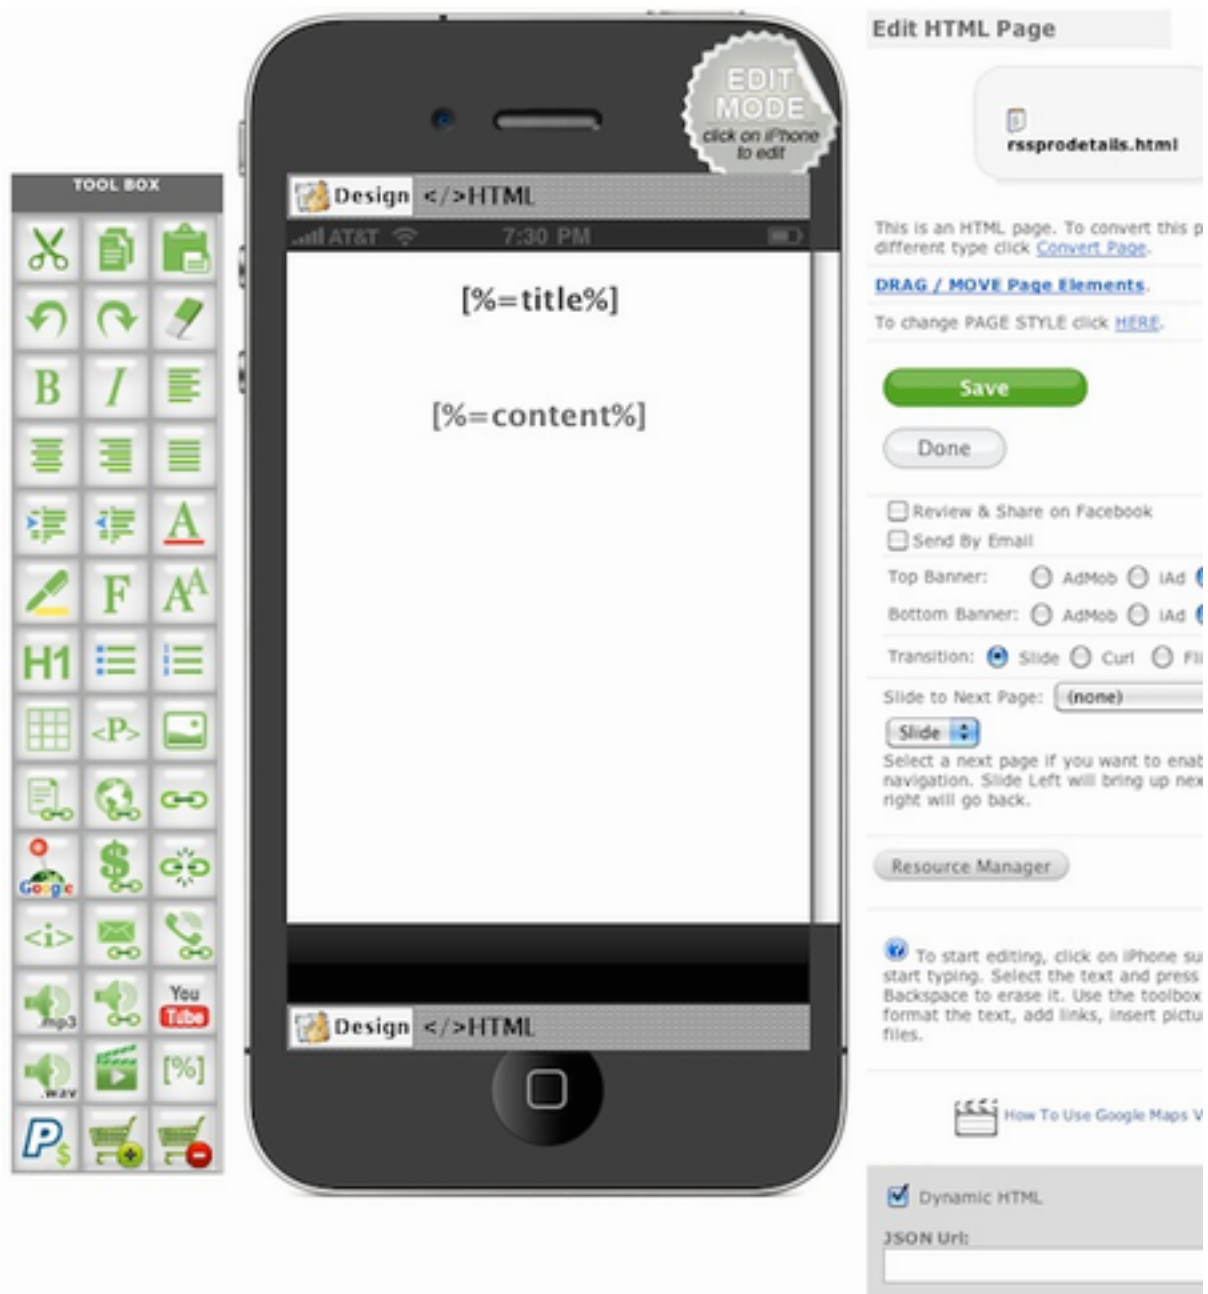 Edit HTML Page
EDIT
MODE
click on iPhone
to edit
rssprodetails.html
TOOL BOX
Design </>HTML
AT&T 7:30 PM
[%=title%]
[%=content%]
This is an HTML page. To convert this
different type click Convert Page.
DRAG / MOVE Page Elements.
To change PAGE STYLE click HERE.
Save
Done
Review & Share on Facebook
Send By Email
Top Banner: AdMob iAd
Bottom Banner: AdMob iAd
Transition: Slide Curl Fli
Slide to Next Page: (none)
Slide
Select a next page if you want to enab
navigation. Slide Left will bring up nex
right will go back.
Resource Manager
To start editing, click on iPhone su
start typing. Select the text and press
Backspace to erase it. Use the toolbox
format the text, add links, insert pictu
files.
How To Use Google Maps V
Dynamic HTML
JSON Url:
B I
A
F AA
H1
<P>
Google $
<i>
.mp3 You
Tube
.wav [%]
P$
Design </>HTML